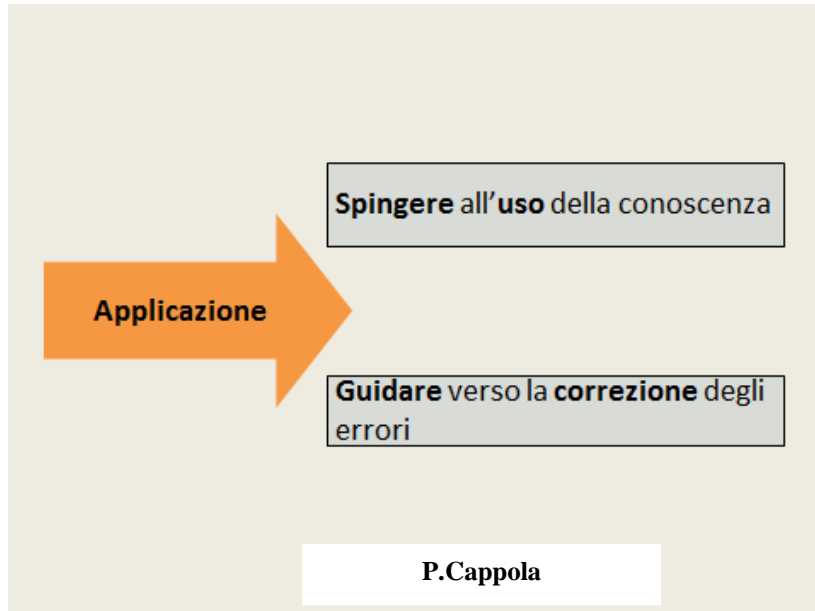 Spingere all'uso della conoscenza
Applicazione
Guidare verso la correzione degli
errori
P.Cappola